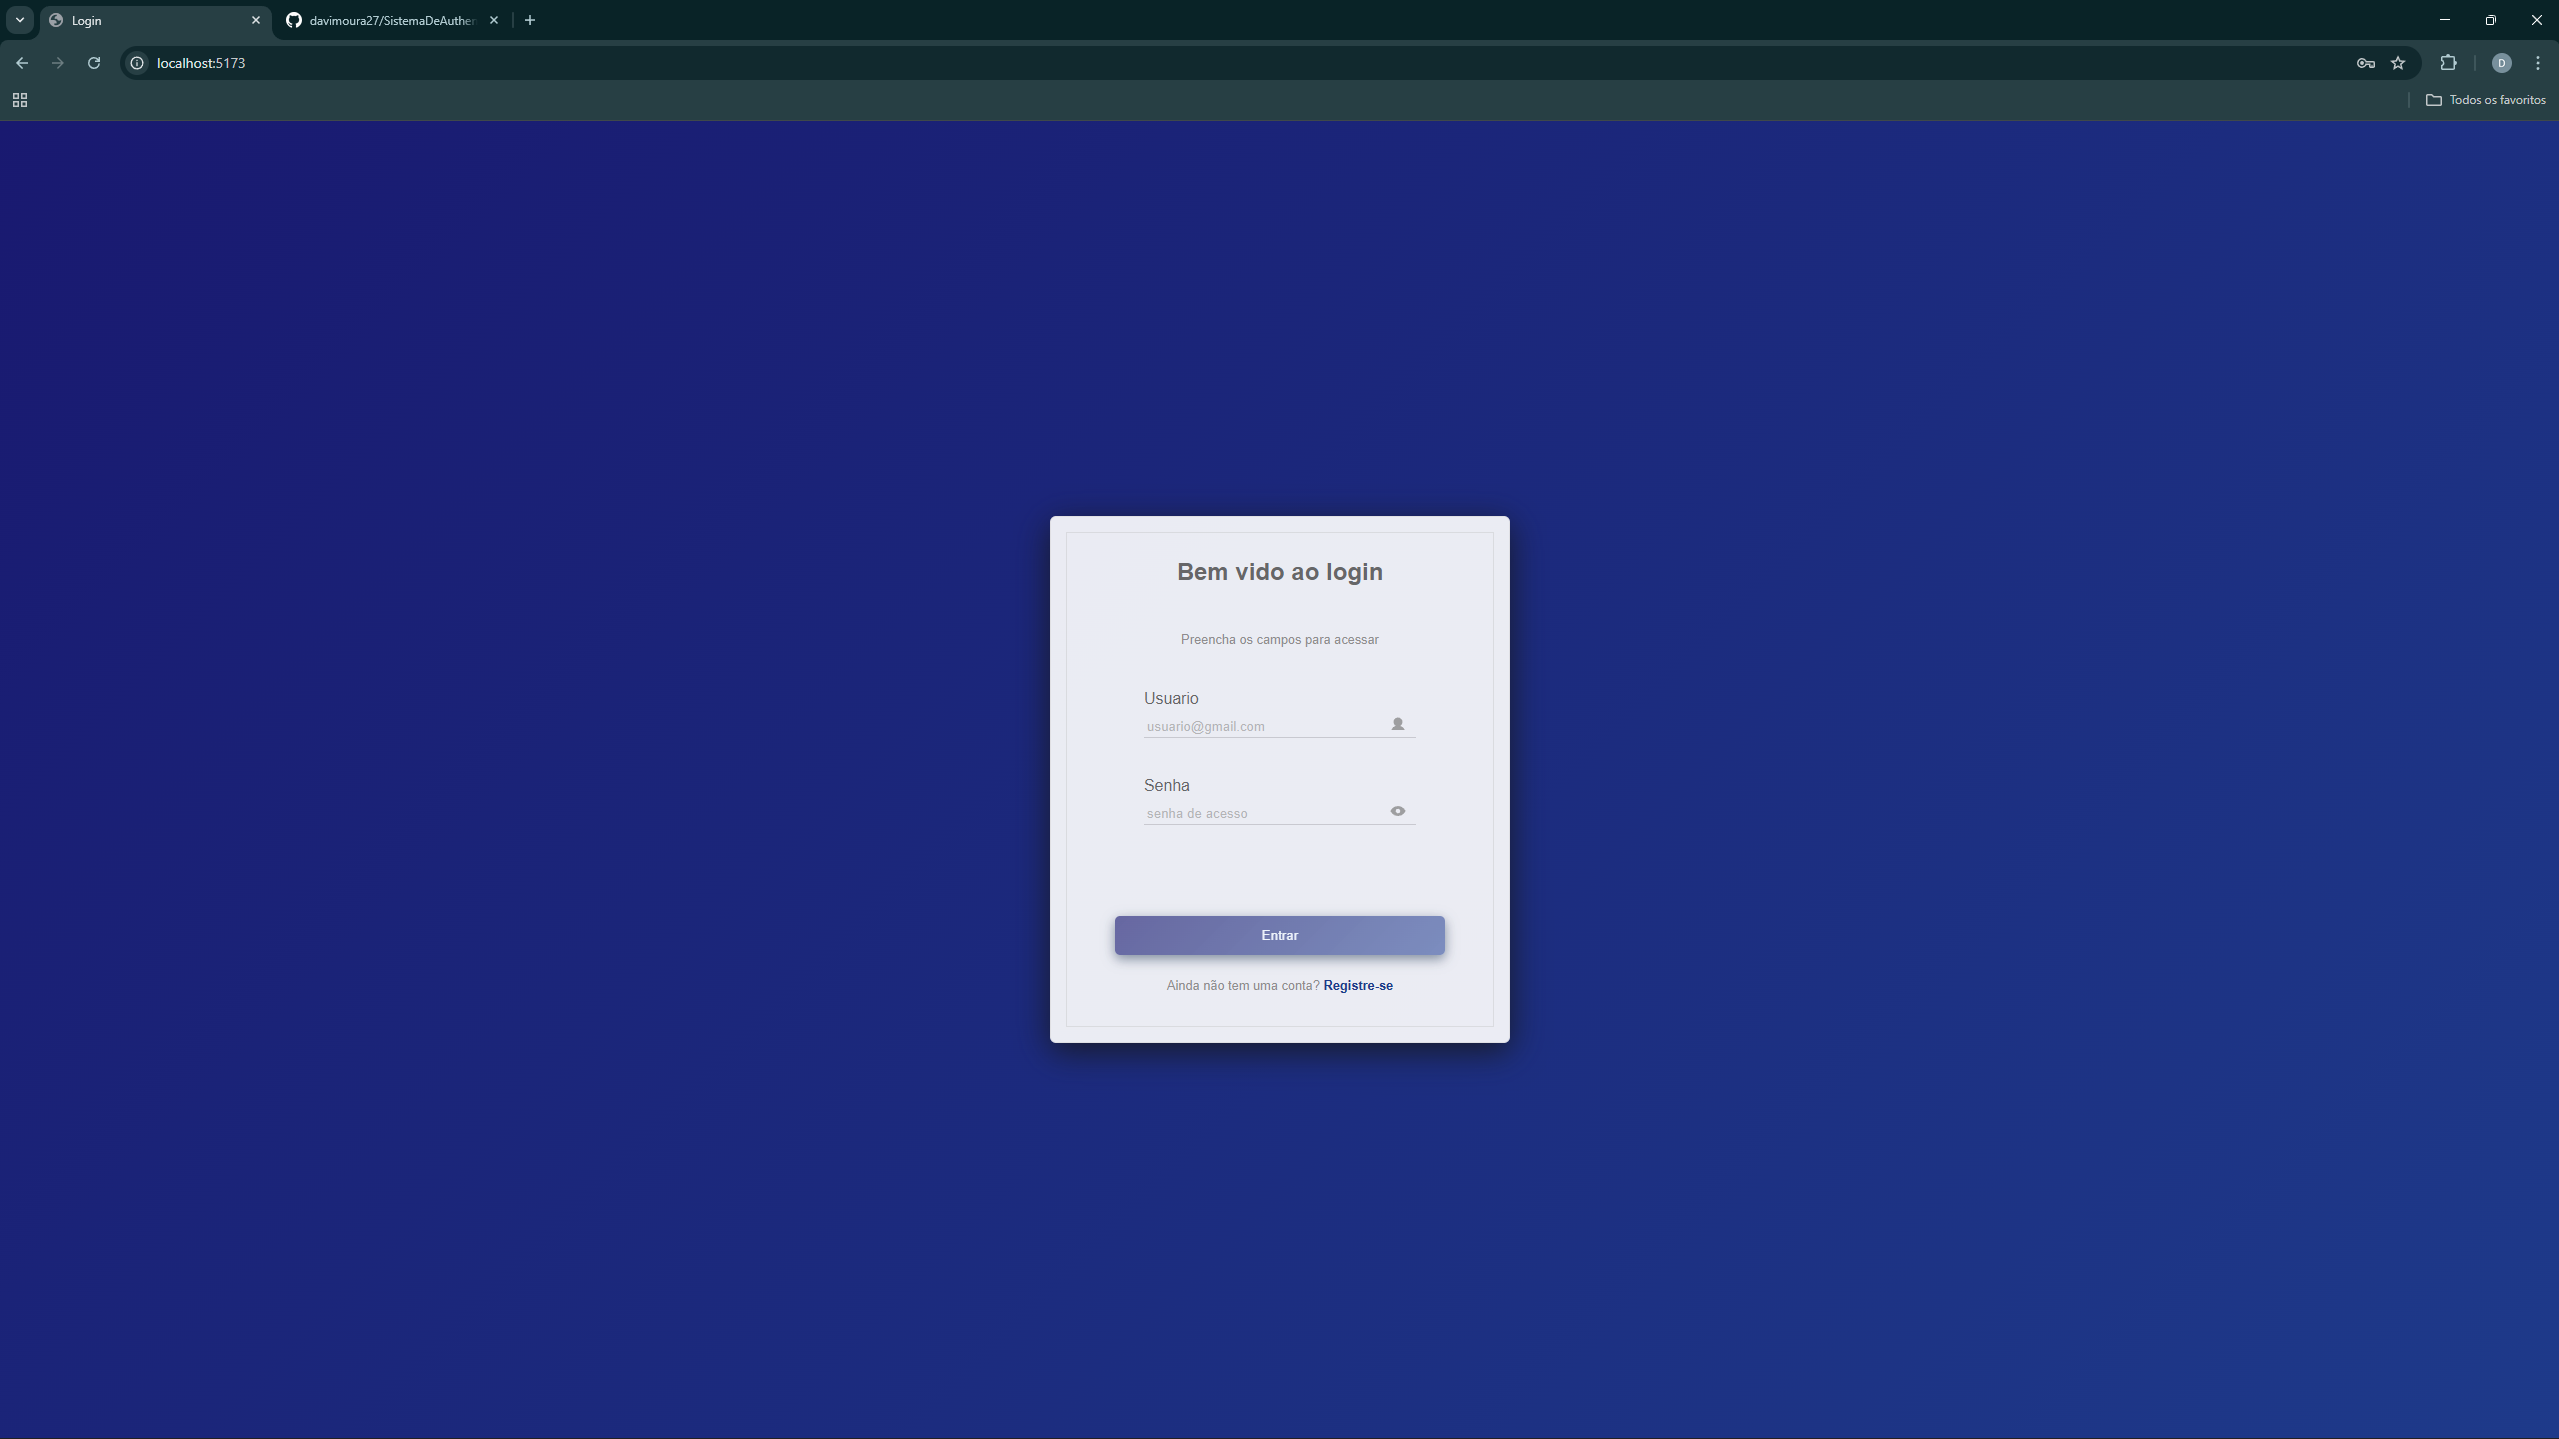 Login
davimoura27/SistemaDeAuthen
localhost:5173
D
Todos os favoritos
Bem vido ao login
Preencha os campos para acessar
Usuario
usuario@gmail.com
Senha
senha de acesso
Entrar
Ainda não tem uma conta? Registre-se